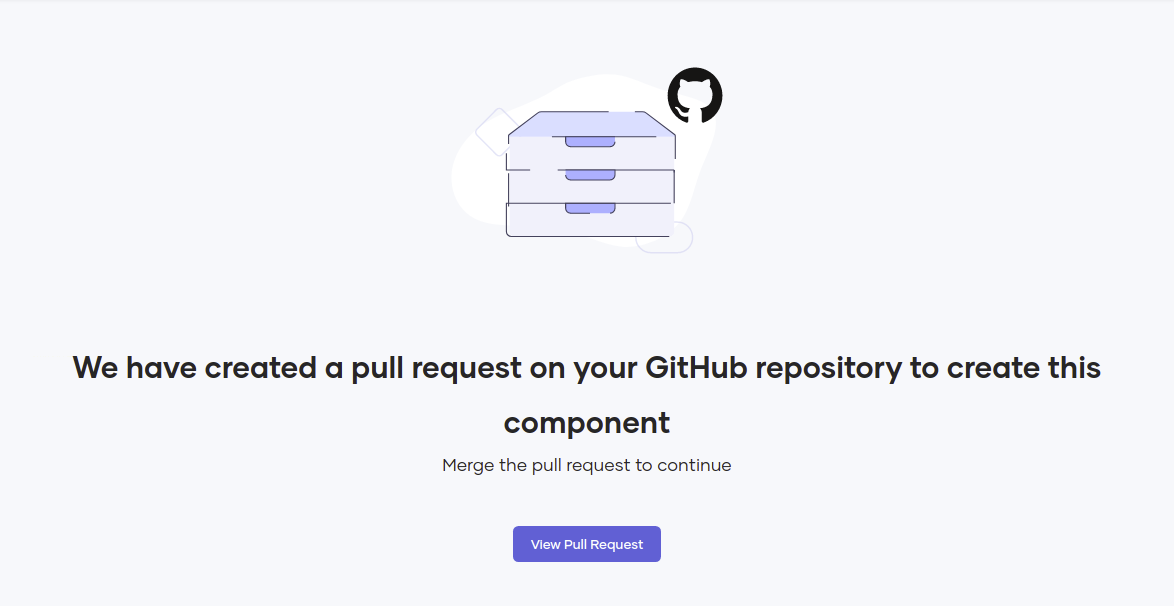 We have created a pull request on your GitHub repository to create this
component
Merge the pull request to continue
View Pull Request